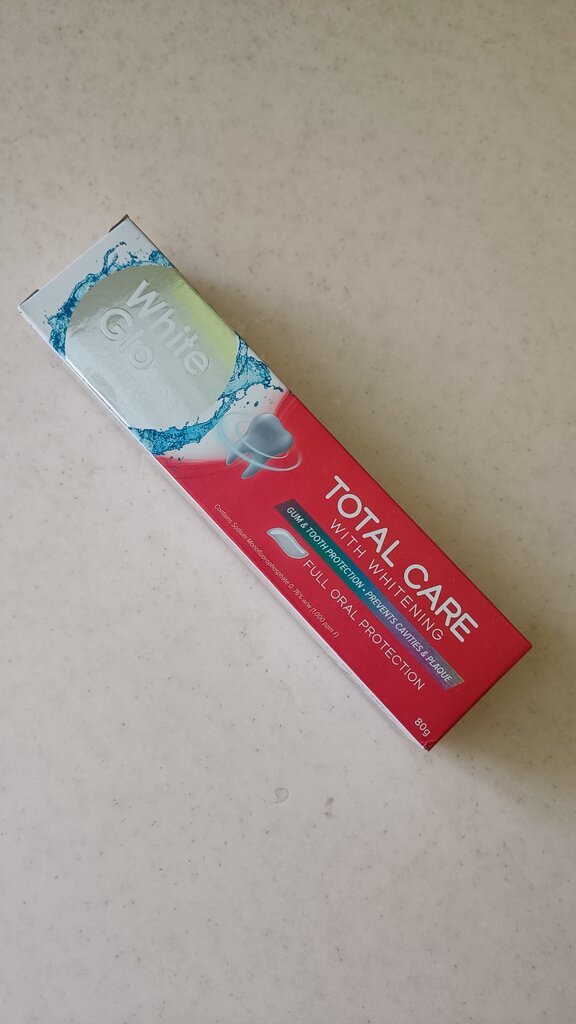 White
Glo
TOTAL CARE
WITH WHITENING
GUM & TOOTH PROTECTION • PREVENTS CAVITIES & PLAQUE
FULL ORAL PROTECTION
Contains Sodium Monofluorophosphate 0.76% w/w (1,000 ppm F)
80g